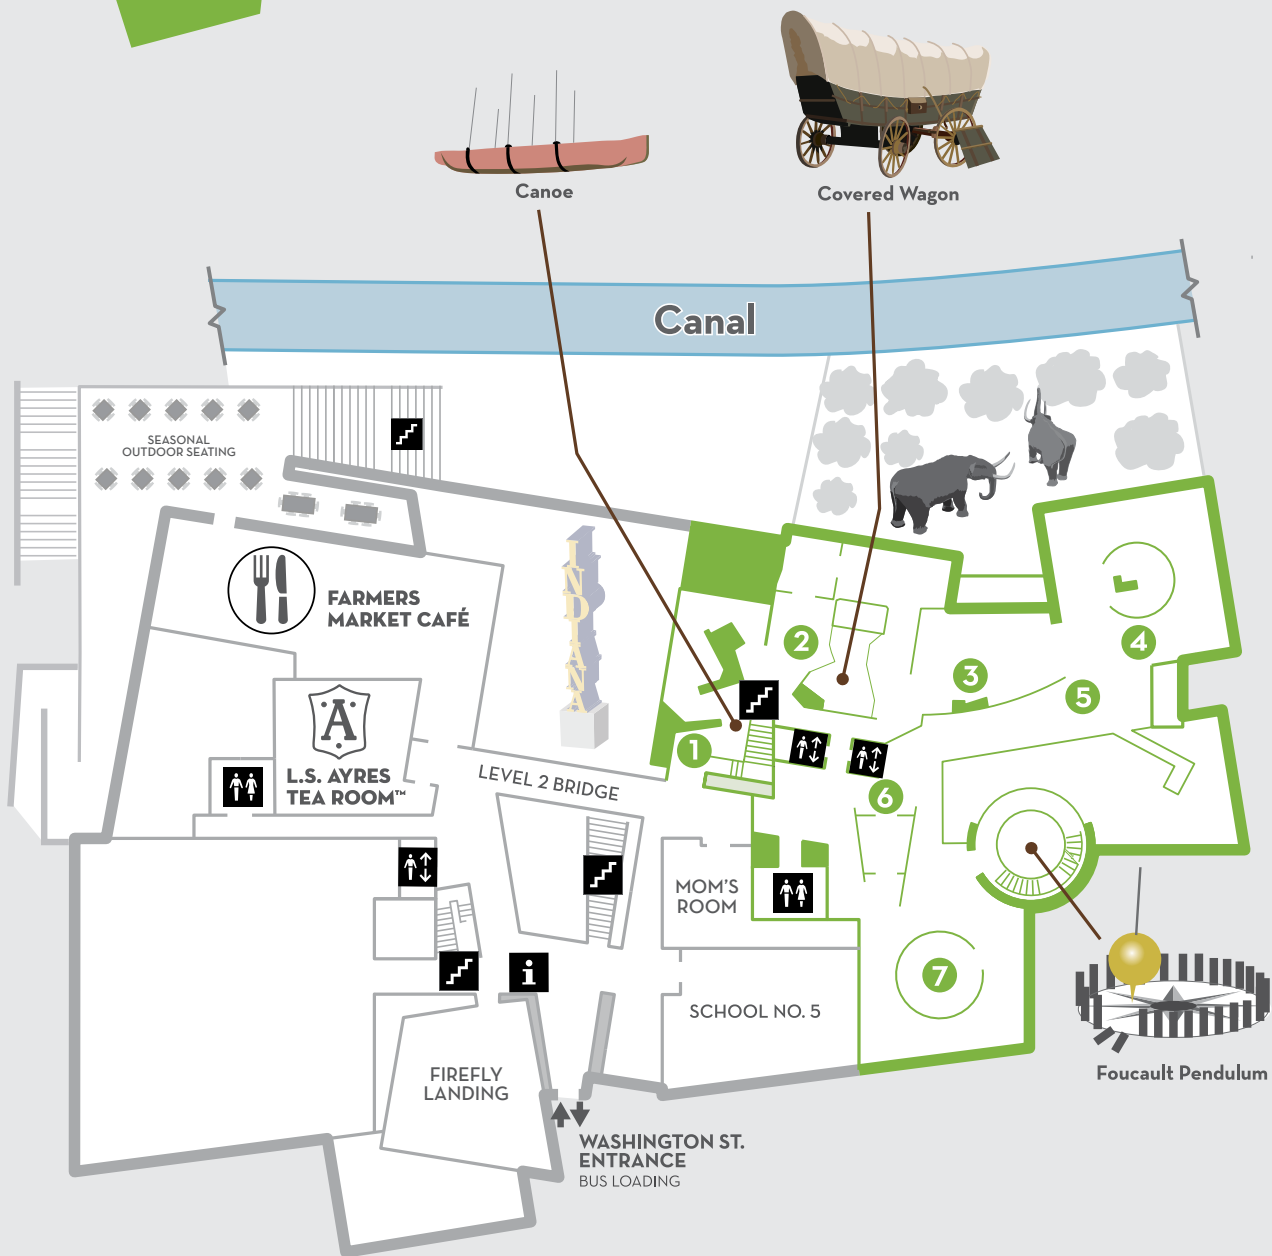 Canoe
Covered Wagon
Canal
SEASONAL
OUTDOOR SEATING
INDIANA
FARMERS
MARKET CAFÉ
2
4
3
5
A
L.S. AYRES
TEA ROOM™
1
LEVEL 2 BRIDGE
6
MOM'S
ROOM
i
7
SCHOOL NO. 5
FIREFLY
LANDING
Foucault Pendulum
WASHINGTON ST.
ENTRANCE
BUS LOADING